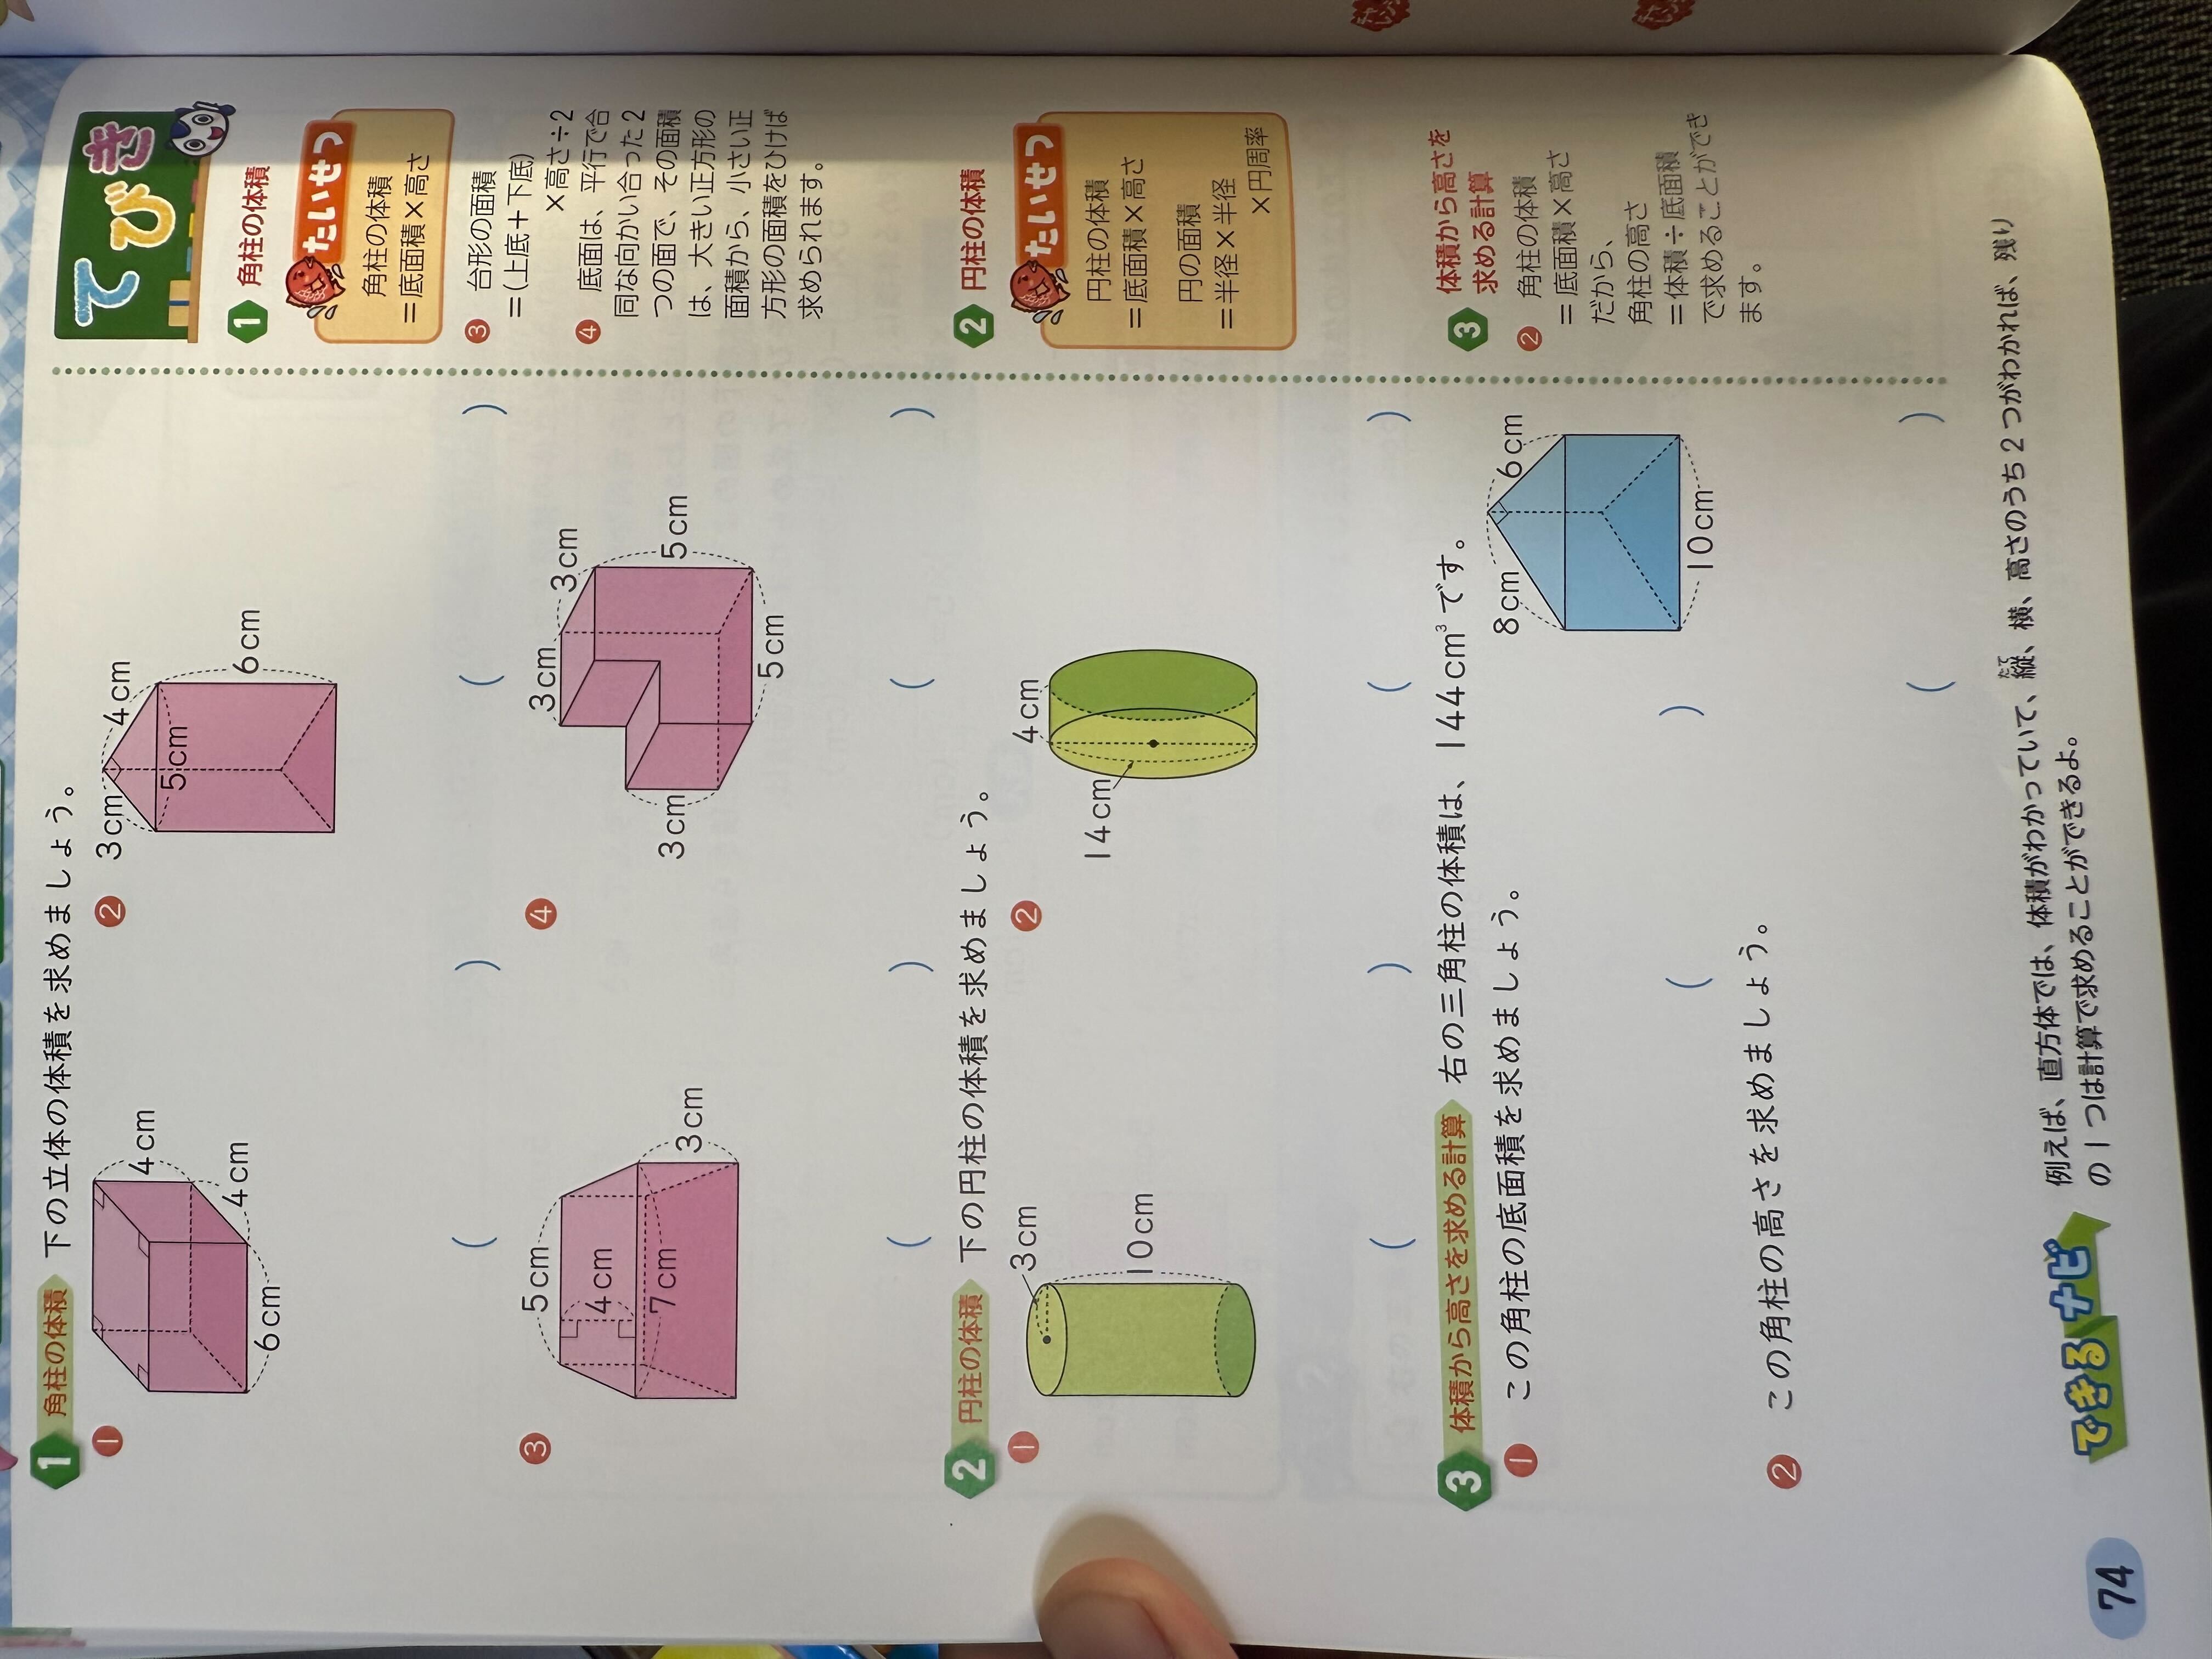 1 角柱の体積 下の立体の体積を求めましょう。
❶
4cm
4cm
6cm
❷
3cm
4cm
5cm
6cm
( )
( )
❸
5cm
4cm
7cm
3cm
❹
3cm
3cm
3cm
5cm
5cm
( )
( )
2 円柱の体積 下の円柱の体積を求めましょう。
❶
3cm
10cm
❷
14cm
4cm
( )
( )
3 体積から高さを求める計算 右の三角柱の体積は、144cm³です。
❶ この角柱の底面積を求めましょう。
8cm
6cm
10cm
( )
❷ この角柱の高さを求めましょう。
( )
できるナビ
例えば、直方体では、体積がわかっていて、縦、横、高さのうち2つがわかれば、残り
たて
の1つは計算で求めることができるよ。
74
てびき
1 角柱の体積
たいせつ
角柱の体積
=底面積×高さ
❸ 台形の面積
=(上底+下底)
×高さ÷2
❹ 底面は、平行で合
同な向かい合った2
つの面で、その面積
は、大きい正方形の
面積から、小さい正
方形の面積をひけば
求められます。
2 円柱の体積
たいせつ
円柱の体積
=底面積×高さ
円の面積
=半径×半径
×円周率
3 体積から高さを
求める計算
❷ 角柱の体積
=底面積×高さ
だから、
角柱の高さ
=体積÷底面積
で求めることができ
ます。